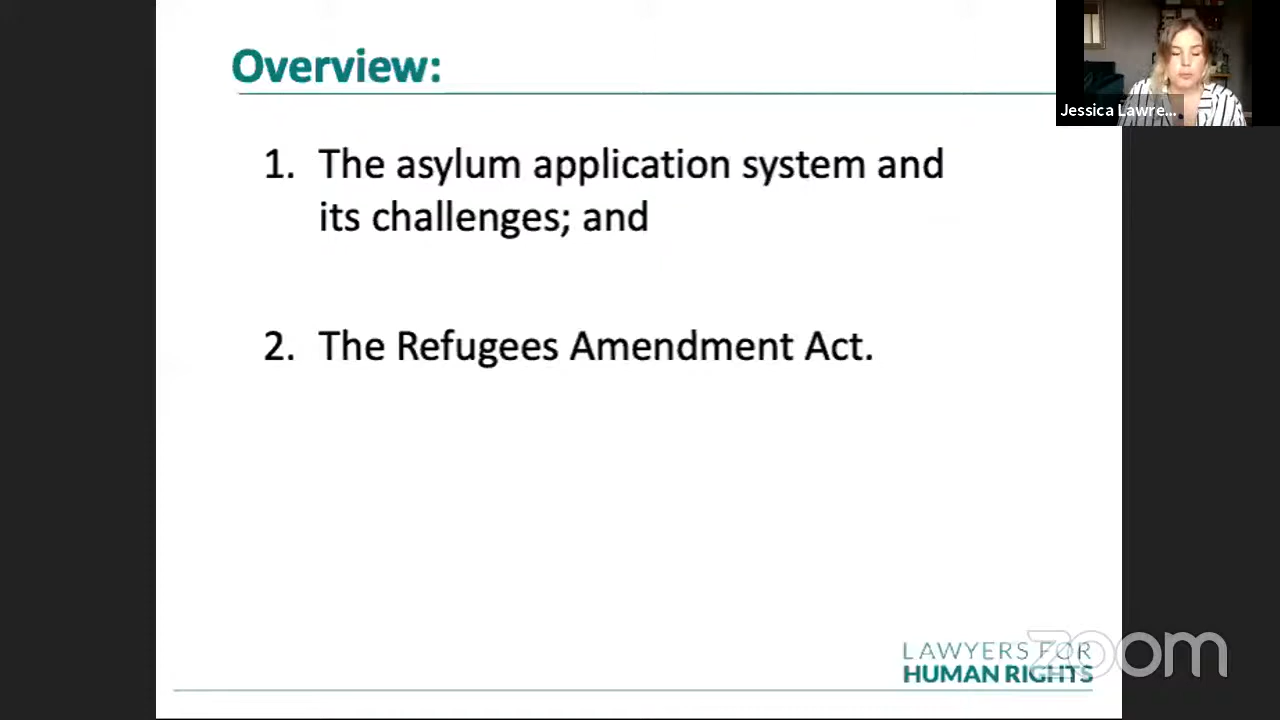 Overview:
Jessica Lawre...
1. The asylum application system and
its challenges; and
2. The Refugees Amendment Act.
LAWYERS FOR
HUMAN RIGHTS
zoom